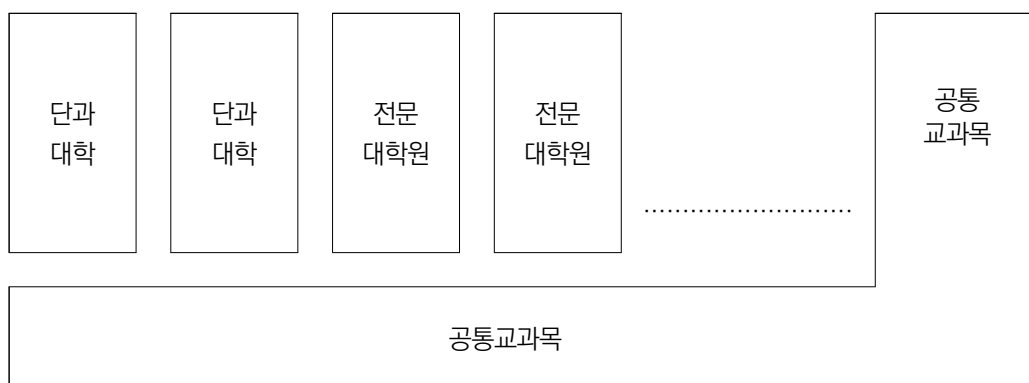 단과
대학
단과
대학
전문
대학원
전문
대학원
...........................
공통
교과목
공통교과목